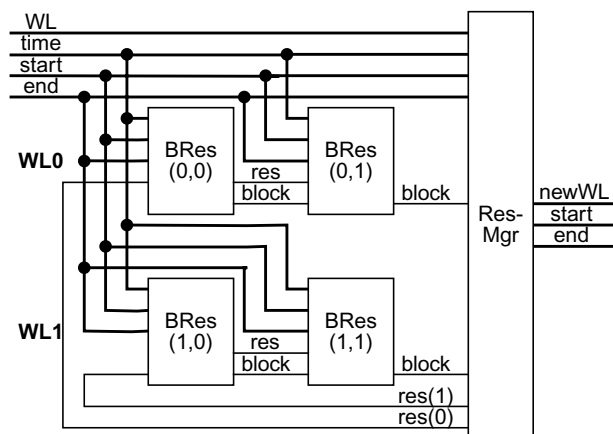 WL
time
start
end
WL0
BRes
(0,0)
res
block
BRes
(0,1)
block
Res-
Mgr
newWL
start
end
WL1
BRes
(1,0)
res
block
BRes
(1,1)
block
res(1)
res(0)